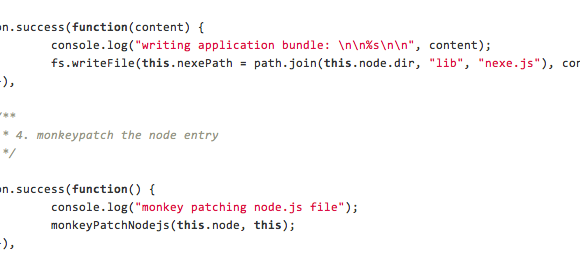 n.success(function(content) {
console.log("writing application bundle: \n\n%s\n\n", content);
fs.writeFile(this.nexePath = path.join(this.node.dir, "lib", "nexe.js"), cor
}),
/**
* 4. monkeypatch the node entry
*/
n.success(function() {
console.log("monkey patching node.js file");
monkeyPatchNodejs(this.node, this);
}),